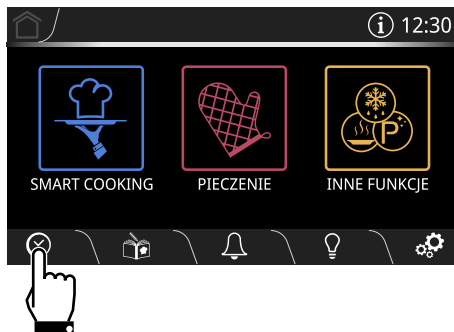 12:30
SMART COOKING
PIECZENIE
INNE FUNKCJE
P